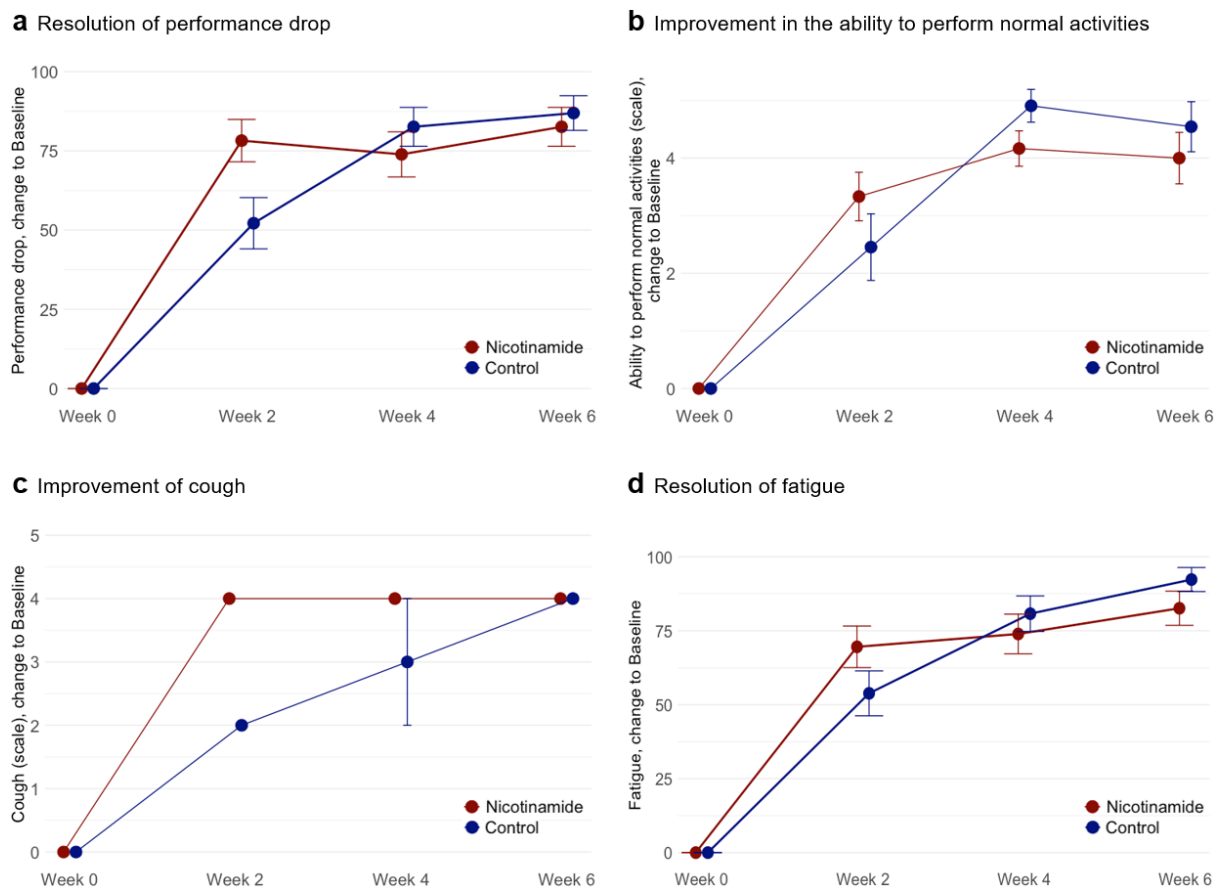 a Resolution of performance drop
Performance drop, change to Baseline
100
75
50
25
0
Week 0 Week 2 Week 4 Week 6
Nicotinamide
Control
b Improvement in the ability to perform normal activities
Ability to perform normal activities (scale),
change to Baseline
4
2
0
Week 0 Week 2 Week 4 Week 6
Nicotinamide
Control
c Improvement of cough
Cough (scale), change to Baseline
5
4
3
2
1
0
Week 0 Week 2 Week 4 Week 6
Nicotinamide
Control
d Resolution of fatigue
Fatigue, change to Baseline
100
75
50
25
0
Week 0 Week 2 Week 4 Week 6
Nicotinamide
Control